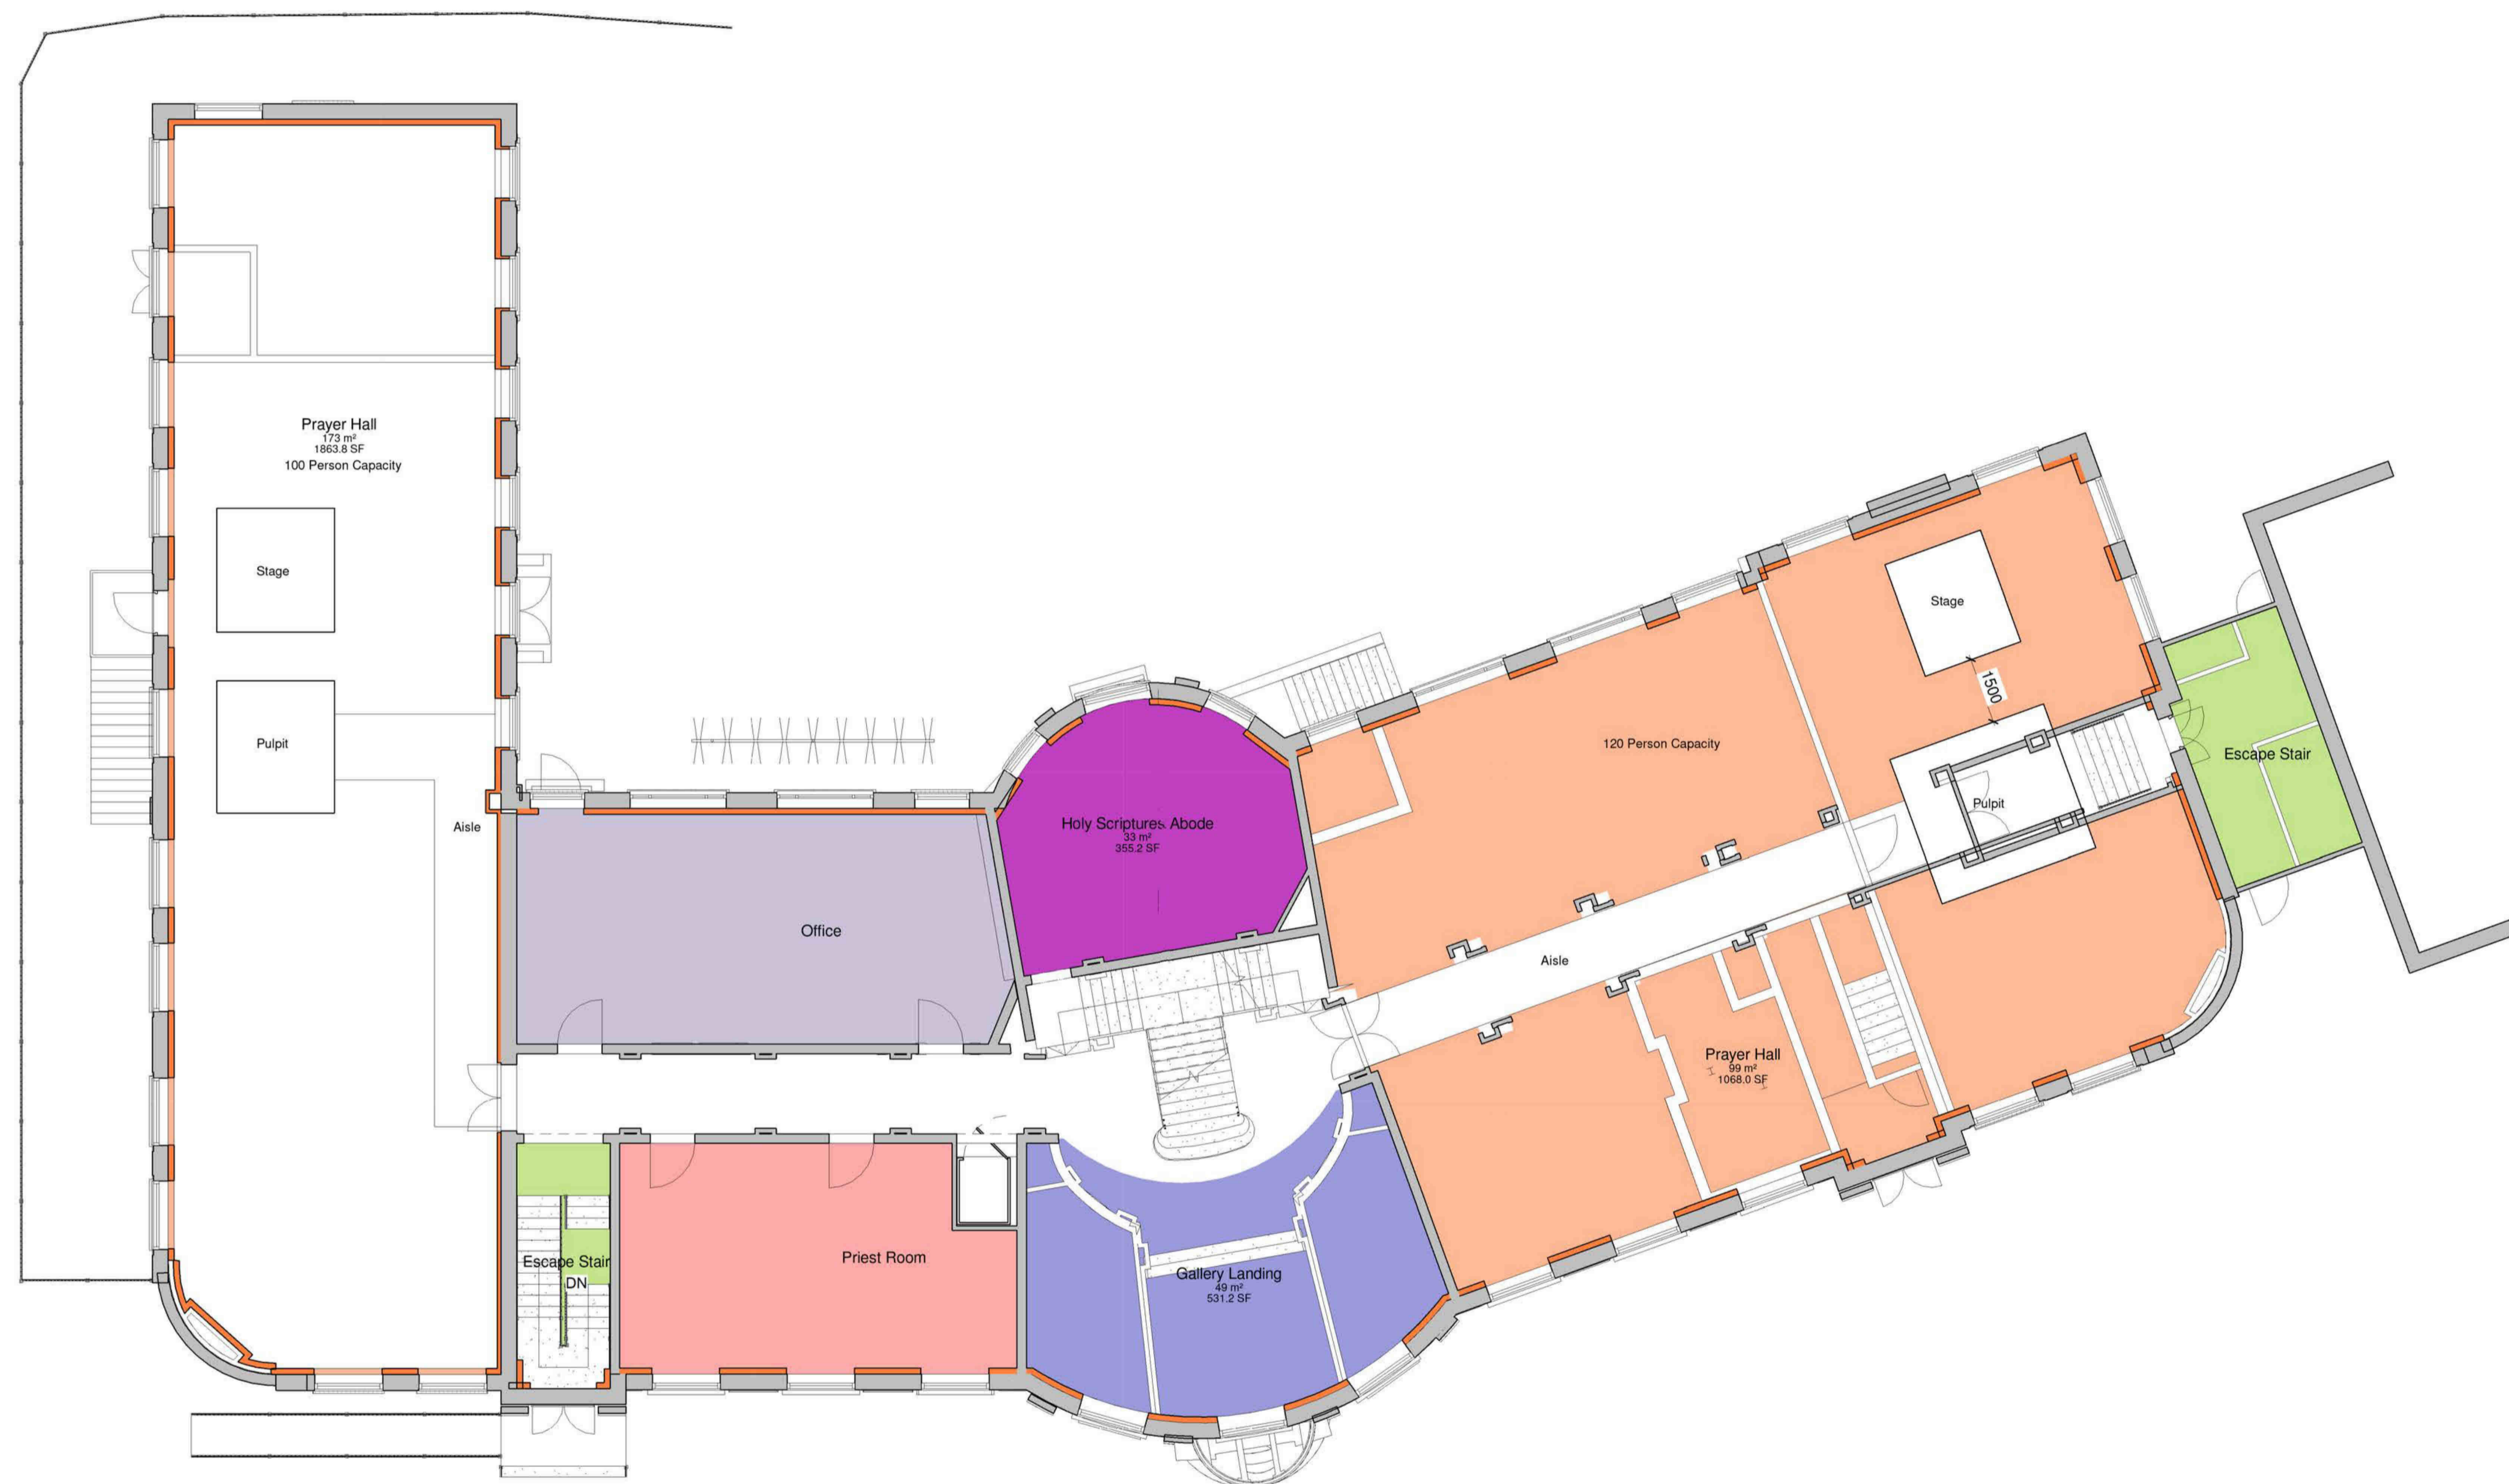 Prayer Hall
173 m²
1863.8 SF
100 Person Capacity
Stage
Pulpit
Aisle
Office
Holy Scriptures Abode
33 m²
355.2 SF
120 Person Capacity
Stage
1500
Pulpit
Escape Stair
Aisle
Prayer Hall
99 m²
1068.0 SF
Escape Stair
DN
Priest Room
Gallery Landing
49 m²
531.2 SF